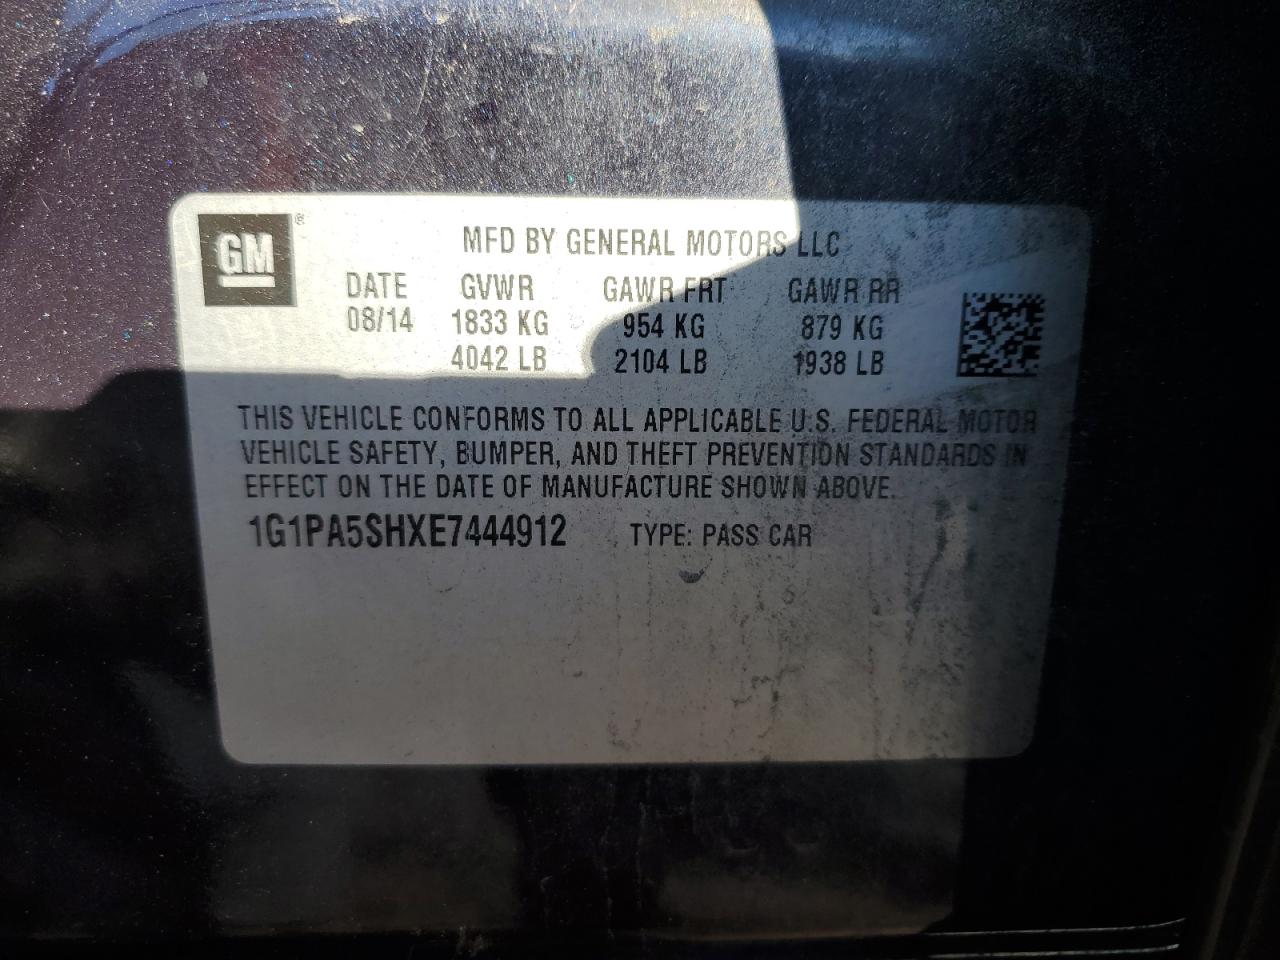 GM ®
MFD BY GENERAL MOTORS LLC
DATE GVWR GAWR FRT GAWR RR
08/14 1833 KG 954 KG 879 KG
4042 LB 2104 LB 1938 LB
THIS VEHICLE CONFORMS TO ALL APPLICABLE U.S. FEDERAL MOTOR
VEHICLE SAFETY, BUMPER, AND THEFT PREVENTION STANDARDS IN
EFFECT ON THE DATE OF MANUFACTURE SHOWN ABOVE.
1G1PA5SHXE7444912 TYPE: PASS CAR